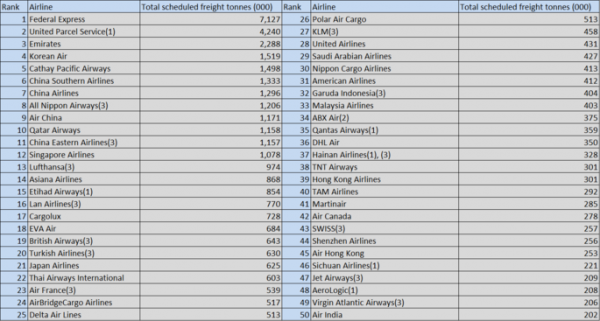 Rank Airline Total scheduled freight tonnes (000)
1 Federal Express 7,127
2 United Parcel Service(1) 4,240
3 Emirates 2,288
4 Korean Air 1,519
5 Cathay Pacific Airways 1,498
6 China Southern Airlines 1,333
7 China Airlines 1,296
8 All Nippon Airways(3) 1,206
9 Air China 1,171
10 Qatar Airways 1,158
11 China Eastern Airlines(3) 1,157
12 Singapore Airlines 1,078
13 Lufthansa(3) 974
14 Asiana Airlines 868
15 Etihad Airways(1) 854
16 Lan Airlines(3) 770
17 Cargolux 728
18 EVA Air 684
19 British Airways(3) 643
20 Turkish Airlines(3) 630
21 Japan Airlines 625
22 Thai Airways International 603
23 Air France(3) 539
24 AirBridgeCargo Airlines 517
25 Delta Air Lines 513
Rank Airline Total scheduled freight tonnes (000)
26 Polar Air Cargo 513
27 KLM(3) 458
28 United Airlines 431
29 Saudi Arabian Airlines 427
30 Nippon Cargo Airlines 413
31 American Airlines 412
32 Garuda Indonesia(3) 404
33 Malaysia Airlines 403
34 ABX Air(2) 375
35 Qantas Airways(1) 359
36 DHL Air 350
37 Hainan Airlines(1), (3) 328
38 TNT Airways 301
39 Hong Kong Airlines 301
40 TAM Airlines 292
41 Martinair 285
42 Air Canada 278
43 SWISS(3) 257
44 Shenzhen Airlines 256
45 Air Hong Kong 253
46 Sichuan Airlines(1) 221
47 Jet Airways(3) 209
48 AeroLogic(1) 208
49 Virgin Atlantic Airways(3) 206
50 Air India 202